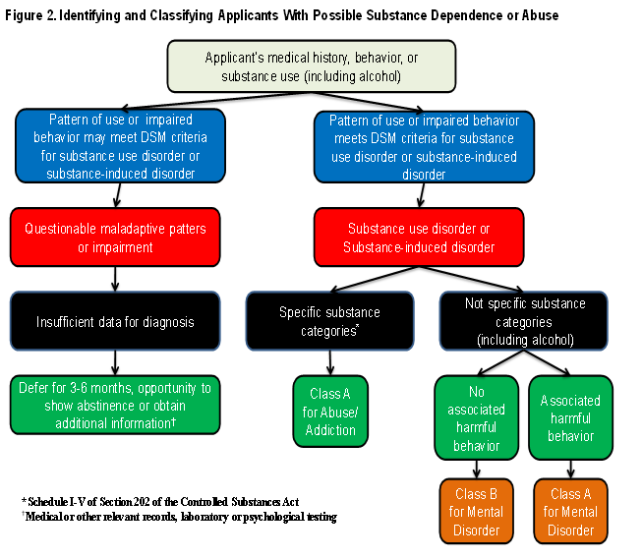 Figure 2. Identifying and Classifying Applicants With Possible Substance Dependence or Abuse
Applicant's medical history, behavior, or
substance use (including alcohol)
Pattern of use or impaired
behavior may meet DSM criteria
for substance use disorder or
substance-induced disorder
Pattern of use or impaired behavior
meets DSM criteria for substance
use disorder or substance-induced
disorder
Questionable maladaptive patters
or impairment
Substance use disorder or
Substance-induced disorder
Insufficient data for diagnosis
Specific substance
categories*
Not specific substance
categories
(including alcohol)
Defer for 3-6 months, opportunity to
show abstinence or obtain
additional information†
Class A
for Abuse/
Addiction
No
associated
harmful
behavior
Associated
harmful
behavior
Class B
for Mental
Disorder
Class A
for Mental
Disorder
*Schedule I-V of Section 202 of the Controlled Substances Act
†Medical or other relevant records, laboratory or psychological testing